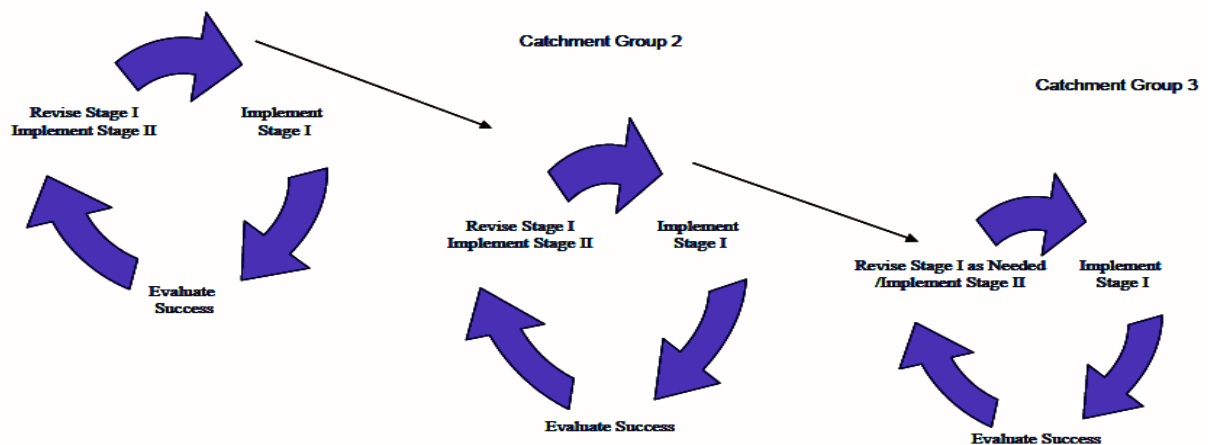 Catchment Group 2
Catchment Group 3
Revise Stage I
Implement Stage II
Implement
Stage I
Evaluate
Success
Revise Stage I
Implement Stage II
Implement
Stage I
Evaluate Success
Revise Stage I as Needed
/Implement Stage II
Implement
Stage I
Evaluate Success